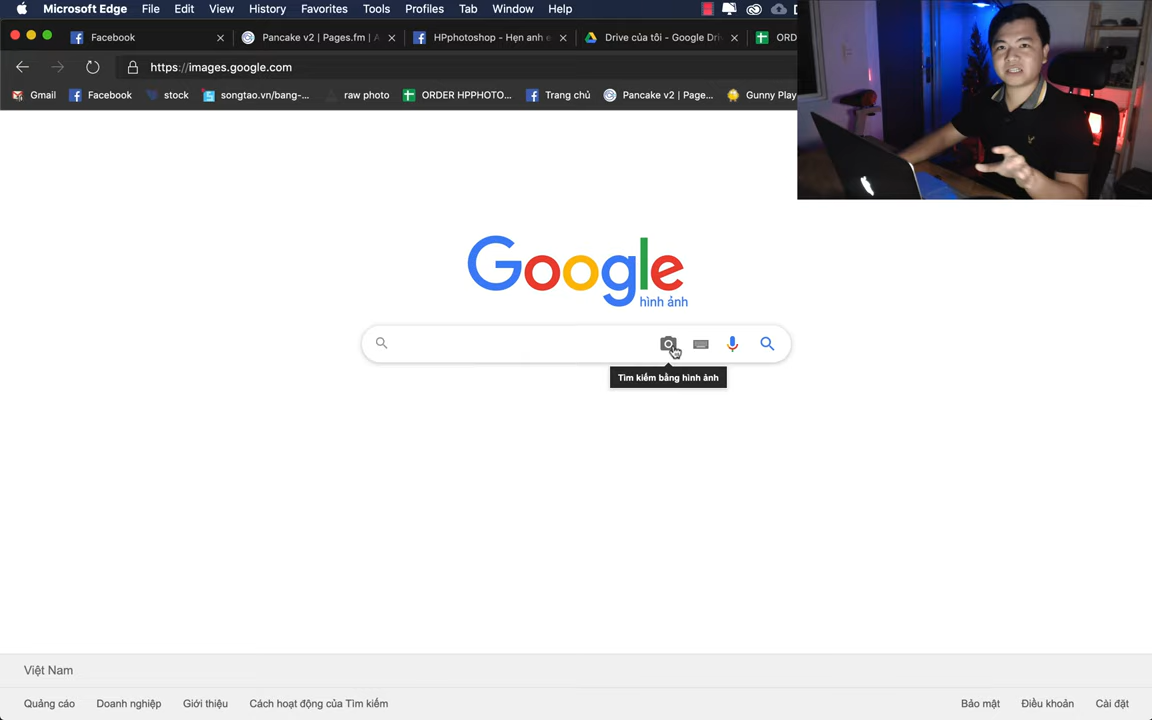 Microsoft Edge File Edit View History Favorites Tools Profiles Tab Window Help
Facebook Pancake v2 | Pages.fm | HPphotoshop - Hẹn anh Drive của tôi - Google Dri ORD
https://images.google.com
Gmail Facebook stock songtao.vn/bang-... raw photo ORDER HPPHOTO... Trang chủ Pancake v2 | Page... Gunny Play
Google
hình ảnh
Tìm kiếm bằng hình ảnh
Việt Nam
Quảng cáo Doanh nghiệp Giới thiệu Cách hoạt động của Tìm kiếm Bảo mật Điều khoản Cài đặt